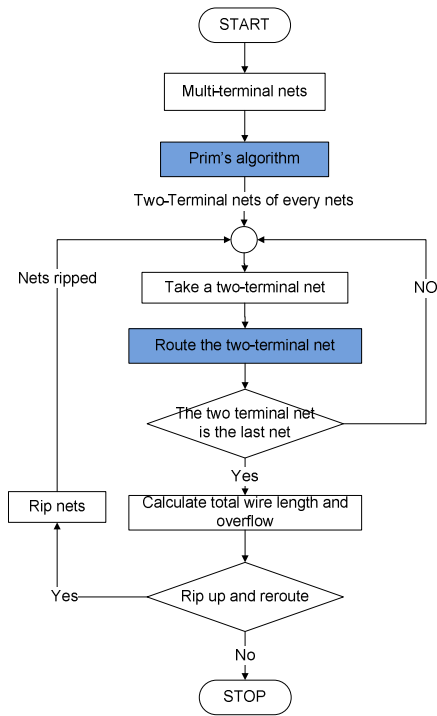 START
Multi-terminal nets
Prim's algorithm
Two-Terminal nets of every nets
Nets ripped
Take a two-terminal net
NO
Route the two-terminal net
The two terminal net
is the last net
Yes
Calculate total wire length and
overflow
Rip nets
Yes
Rip up and reroute
No
STOP